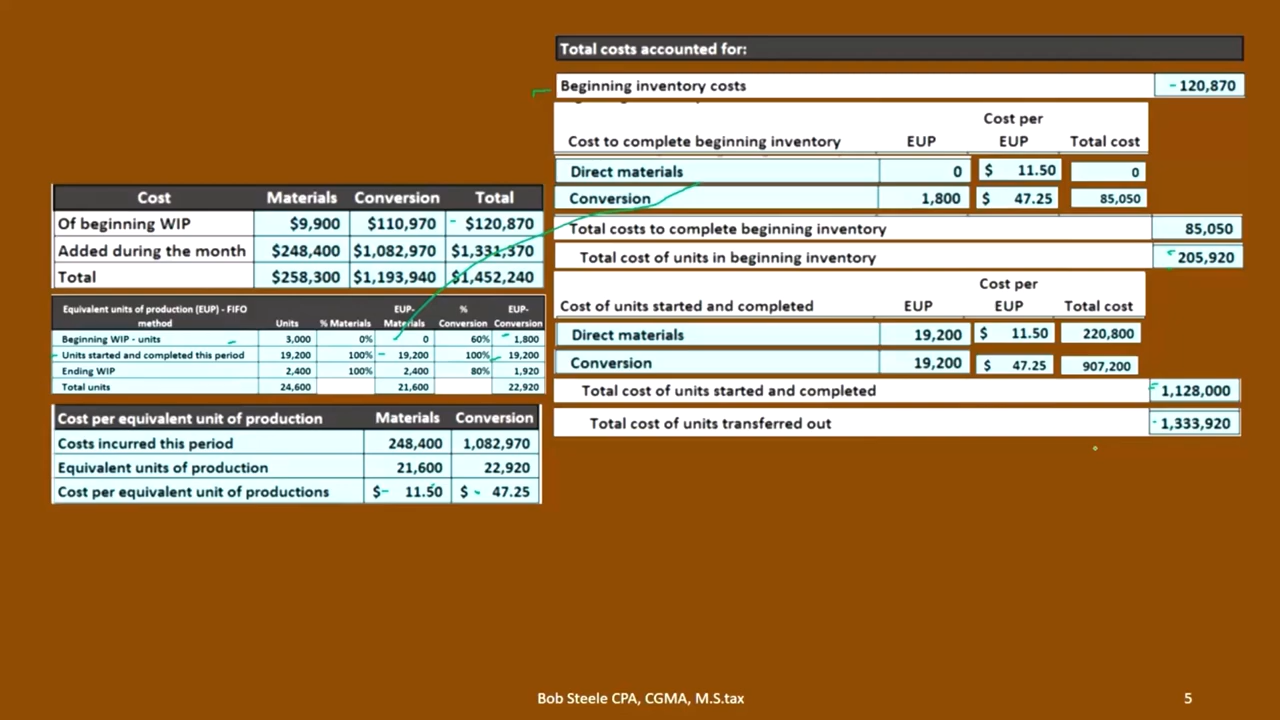 Total costs accounted for:
Beginning inventory costs 120,870
Cost to complete beginning inventory EUP Cost per EUP Total cost
Direct materials 0 $ 11.50 0
Conversion 1,800 $ 47.25 85,050
Total costs to complete beginning inventory 85,050
Total cost of units in beginning inventory 205,920
Cost of units started and completed EUP Cost per EUP Total cost
Direct materials 19,200 $ 11.50 220,800
Conversion 19,200 $ 47.25 907,200
Total cost of units started and completed 1,128,000
Total cost of units transferred out 1,333,920
Cost Materials Conversion Total
Of beginning WIP $9,900 $110,970 $120,870
Added during the month $248,400 $1,082,970 $1,331,370
Total $258,300 $1,193,940 $1,452,240
Equivalent units of production (EUP) - FIFO method Units % Materials EUP- Materials % Conversion EUP- Conversion
Beginning WIP - units 3,000 0% 0 60% 1,800
Units started and completed this period 19,200 100% 19,200 100% 19,200
Ending WIP 2,400 100% 2,400 80% 1,920
Total units 24,600 21,600 22,920
Cost per equivalent unit of production Materials Conversion
Costs incurred this period 248,400 1,082,970
Equivalent units of production 21,600 22,920
Cost per equivalent unit of productions $ 11.50 $ 47.25
Bob Steele CPA, CGMA, M.S.tax 5